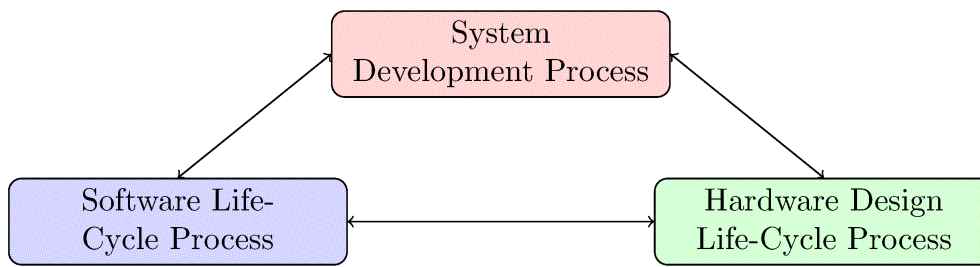 System
Development Process
Software Life-
Cycle Process
Hardware Design
Life-Cycle Process